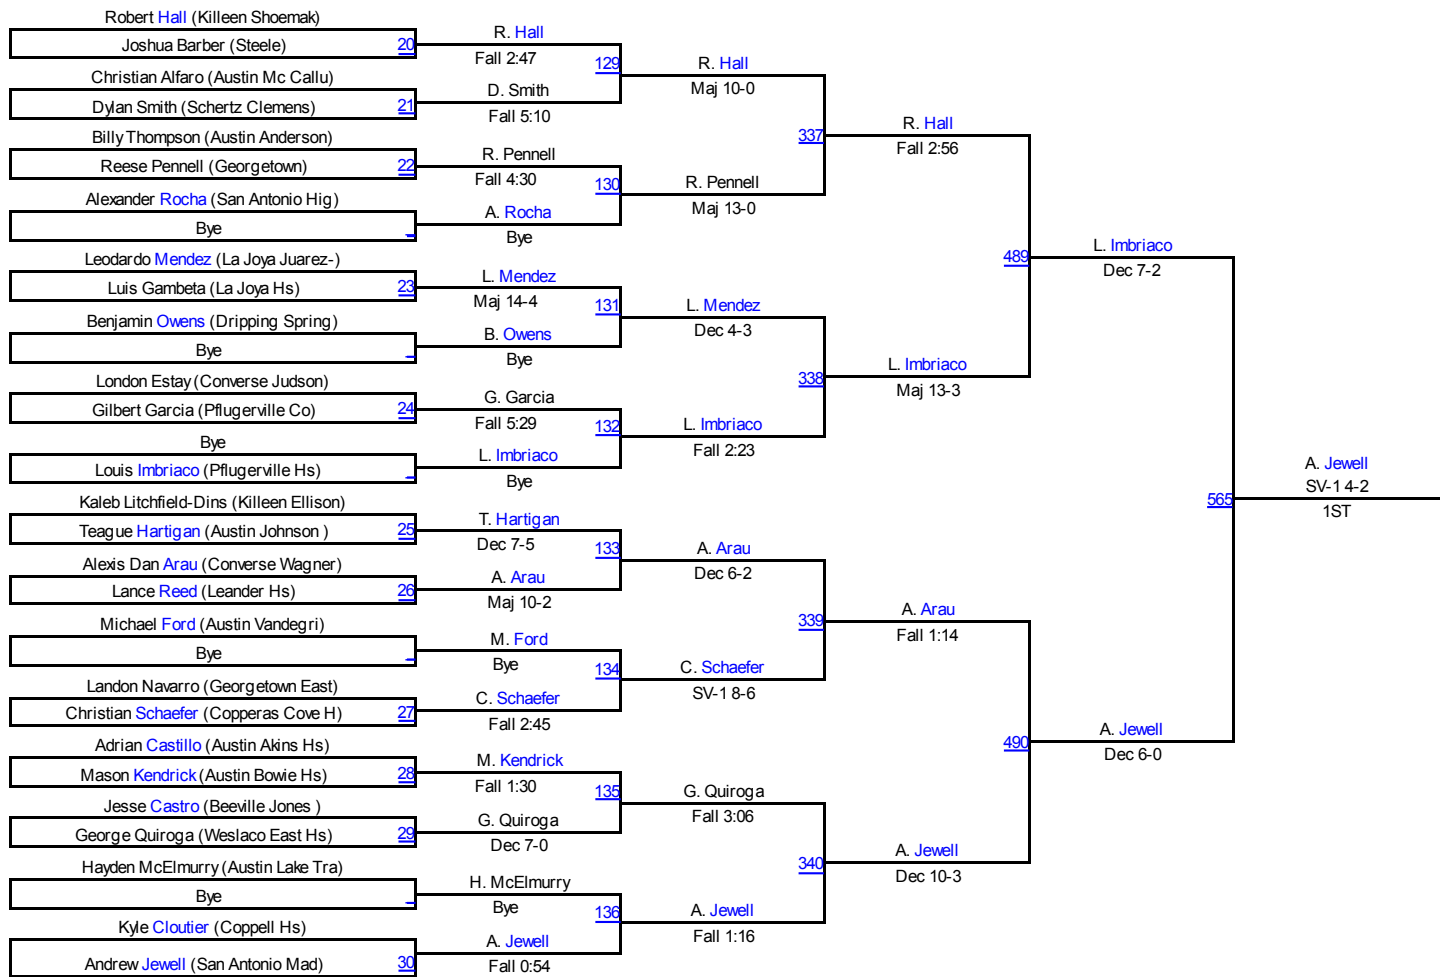 Robert Hall (Killeen Shoemak)
Joshua Barber (Steele)
20
Christian Alfaro (Austin Mc Callu)
Dylan Smith (Schertz Clemens)
21
Billy Thompson (Austin Anderson)
Reese Pennell (Georgetown)
22
Alexander Rocha (San Antonio Hig)
Bye
Leodardo Mendez (La Joya Juarez-)
Luis Gambeta (La Joya Hs)
23
Benjamin Owens (Dripping Spring)
Bye
London Estay (Converse Judson)
Gilbert Garcia (Pflugerville Co)
24
Bye
Louis Imbriaco (Pflugerville Hs)
Kaleb Litchfield-Dins (Killeen Ellison)
Teague Hartigan (Austin Johnson )
25
Alexis Dan Arau (Converse Wagner)
Lance Reed (Leander Hs)
26
Michael Ford (Austin Vandegri)
Bye
Landon Navarro (Georgetown East)
Christian Schaefer (Copperas Cove H)
27
Adrian Castillo (Austin Akins Hs)
Mason Kendrick (Austin Bowie Hs)
28
Jesse Castro (Beeville Jones )
George Quiroga (Weslaco East Hs)
29
Hayden McElmurry (Austin Lake Tra)
Bye
Kyle Cloutier (Coppell Hs)
Andrew Jewell (San Antonio Mad)
30
R. Hall
Fall 2:47
129
D. Smith
Fall 5:10
R. Pennell
Fall 4:30
130
A. Rocha
Bye
L. Mendez
Maj 14-4
131
B. Owens
Bye
G. Garcia
Fall 5:29
132
L. Imbriaco
Bye
T. Hartigan
Dec 7-5
133
A. Arau
Maj 10-2
M. Ford
Bye
134
C. Schaefer
Fall 2:45
M. Kendrick
Fall 1:30
135
G. Quiroga
Dec 7-0
H. McElmurry
Bye
136
A. Jewell
Fall 0:54
R. Hall
Maj 10-0
337
R. Pennell
Maj 13-0
L. Mendez
Dec 4-3
338
L. Imbriaco
Fall 2:23
A. Arau
Dec 6-2
339
C. Schaefer
SV-1 8-6
G. Quiroga
Fall 3:06
340
A. Jewell
Fall 1:16
R. Hall
Fall 2:56
489
L. Imbriaco
Maj 13-3
A. Arau
Fall 1:14
490
A. Jewell
Dec 10-3
L. Imbriaco
Dec 7-2
565
A. Jewell
Dec 6-0
A. Jewell
SV-1 4-2
1ST